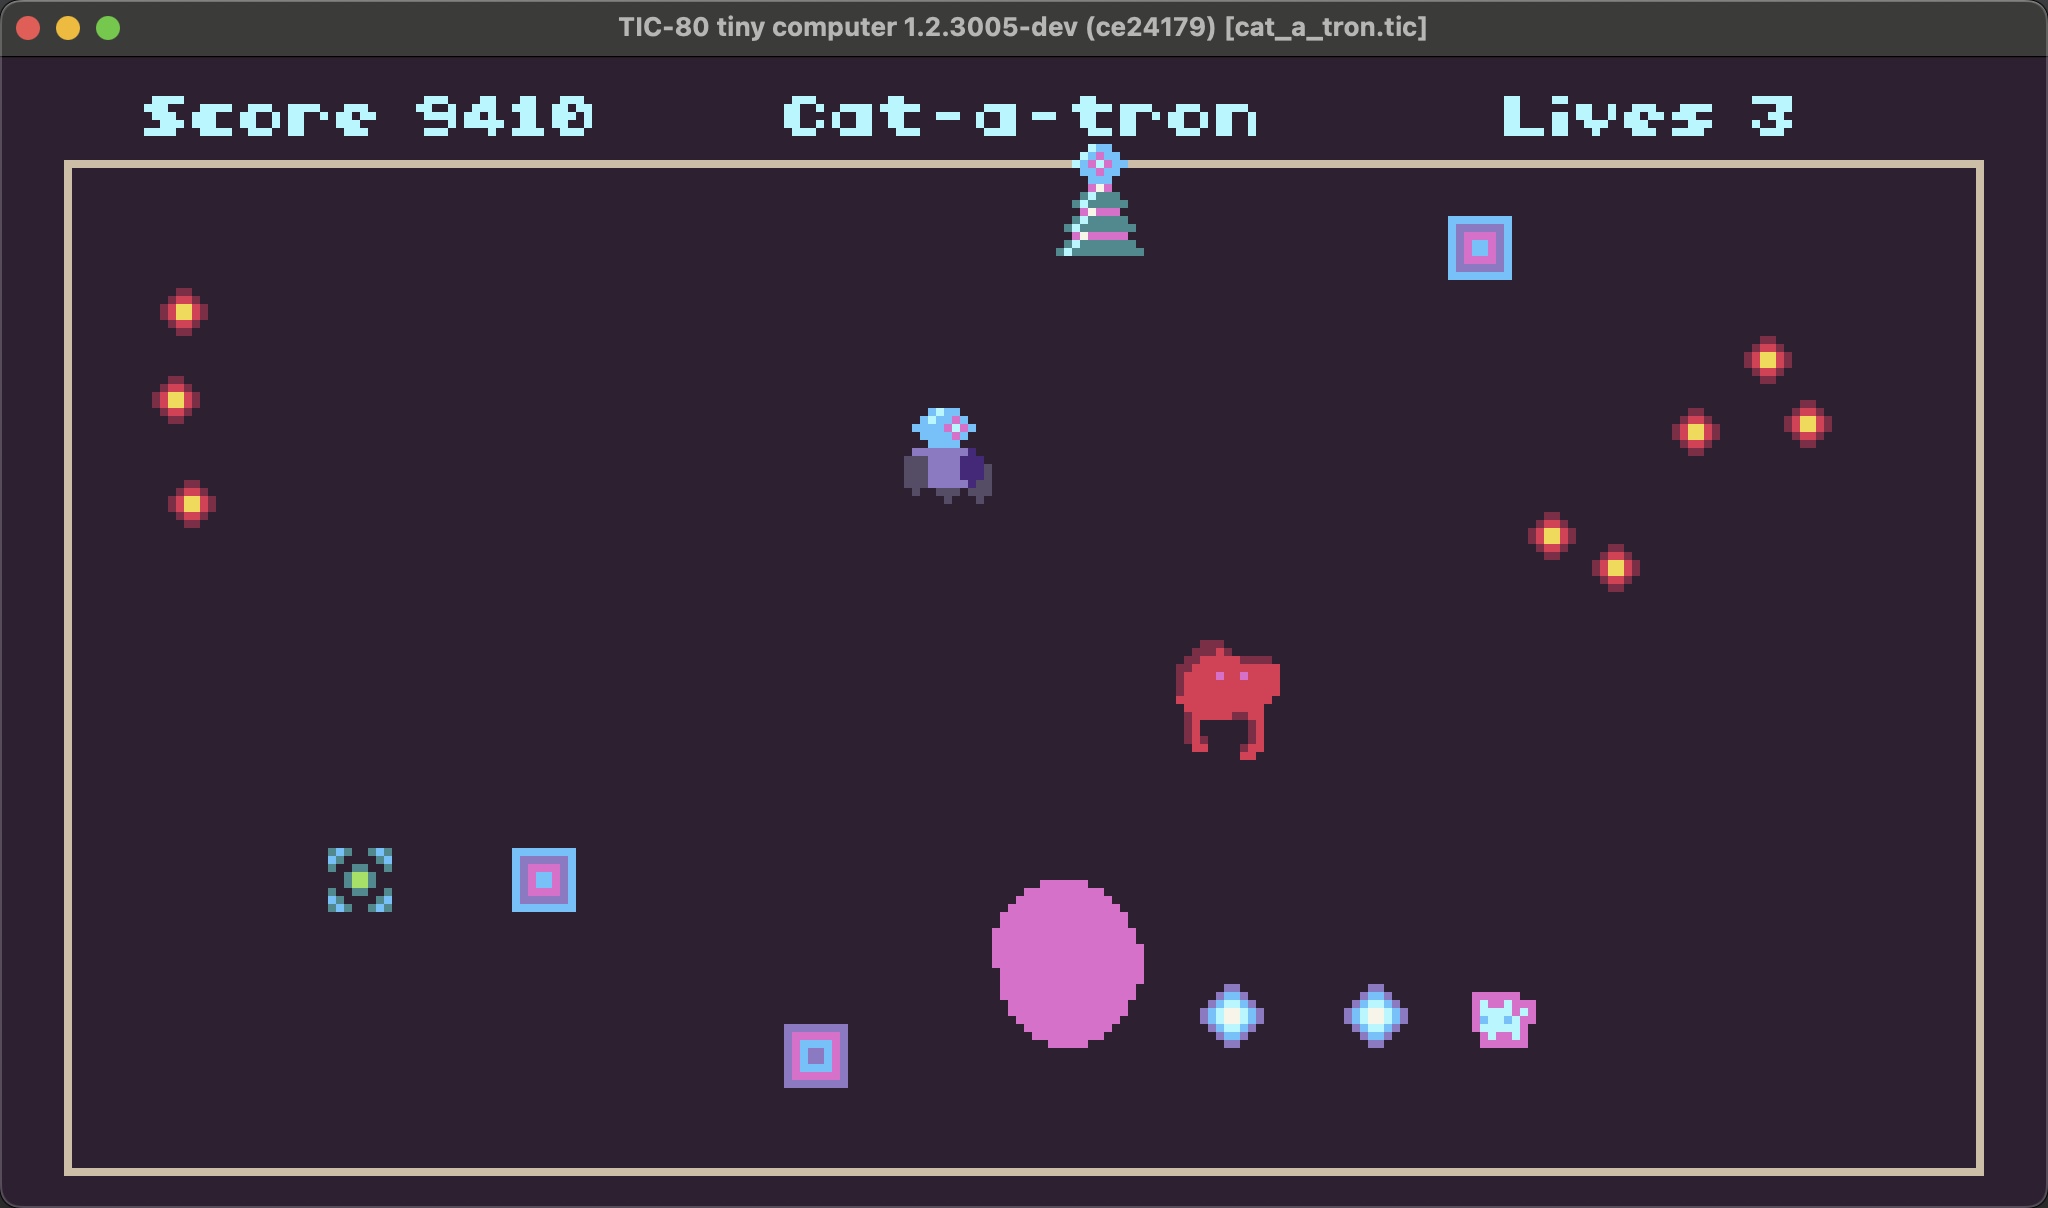 TIC-80 tiny computer 1.2.3005-dev (ce24179) [cat_a_tron.tic]
Score 9410 Cat-a-tron Lives 3